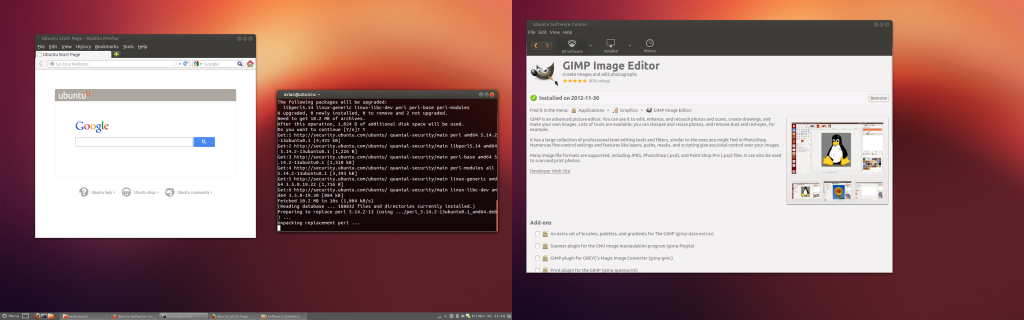 Ubuntu Start Page - Mozilla Firefox
File Edit View History Bookmarks Tools Help
Ubuntu Start Page
Go to a Website
Google
ubuntu
Google
Ubuntu help >
Ubuntu shop >
Ubuntu community >
avian@ubuntu: ~
The following packages will be upgraded:
libperl5.14 linux-generic linux-libc-dev perl perl-base perl-modules
6 upgraded, 0 newly installed, 0 to remove and 2 not upgraded.
Need to get 10.2 MB of archives.
After this operation, 1,024 B of additional disk space will be used.
Do you want to continue [Y/n]? Y
Get:1 http://security.ubuntu.com/ubuntu/ quantal-security/main perl amd64 5.14.2
-13ubuntu0.1 [4,425 kB]
Get:2 http://security.ubuntu.com/ubuntu/ quantal-security/main libperl5.14 amd64
5.14.2-13ubuntu0.1 [1,226 B]
Get:3 http://security.ubuntu.com/ubuntu/ quantal-security/main perl-base amd64 5
.14.2-13ubuntu0.1 [1,510 kB]
Get:4 http://security.ubuntu.com/ubuntu/ quantal-security/main perl-modules all
5.14.2-13ubuntu0.1 [3,393 kB]
Get:5 http://security.ubuntu.com/ubuntu/ quantal-security/main linux-generic am
d64 3.5.0.19.22 [1,716 B]
Get:6 http://security.ubuntu.com/ubuntu/ quantal-security/main linux-libc-dev am
d64 3.5.0-19.30 [884 kB]
Fetched 10.2 MB in 10s (1,004 kB/s)
(Reading database ... 180832 files and directories currently installed.)
Preparing to replace perl 5.14.2-13 (using .../perl_5.14.2-13ubuntu0.1_amd64.deb
) ...
Unpacking replacement perl ...
Menu
Ubuntu Software Center
File Edit View Help
All Software
Installed
History
GIMP Image Editor
Create images and edit photographs
Installed on 2012-11-30
Remove
Find it in the menu: Applications Graphics GIMP Image Editor
GIMP is an advanced picture editor. You can use it to edit, enhance, and retouch photos and scans, create drawings, and
make your own images. Lots of tools are available; you can sharpen and resize photos, and remove dust and red-eyes, for
example.
It has a large collection of professional-level editing tools and filters, similar to the ones you might find in PhotoShop.
Numerous fine-control settings and features like layers, paths, masks, and scripting give you total control over your images.
Many image file formats are supported, including JPEG, Photoshop (.psd), and Paint Shop Pro (.psp) files. It can also be used
to scan and print photos.
Developer Web Site
Add-ons
An extra set of brushes, palettes, and gradients for The GIMP (gimp-data-extras)
Scanner plugin for the GNU image manipulation program (gimp-flegita)
GIMP plugin for GREYC's Magic Image Converter (gimp-gmic)
Print plugin for the GIMP (gimp-gutenprint)